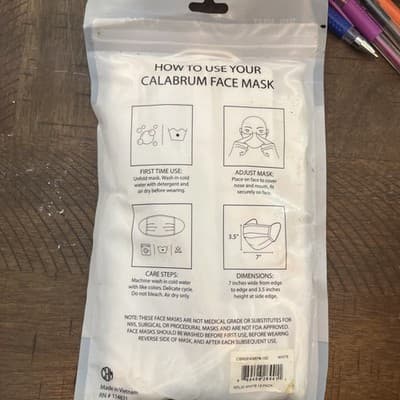 HOW TO USE YOUR
CALABRUM FACE MASK
FIRST TIME USE:
Unfold mask. Wash in cold
water with detergent and
air dry before wearing.
ADJUST MASK:
Place on face to cover
nose and mouth, fit
securely on face.
3.5"
7"
CARE STEPS:
Machine wash in cold water
with like colors. Delicate cycle.
Do not bleach. Air dry only.
DIMENSIONS:
7 inches wide from edge
to edge and 3.5 inches
height at side edge.
NOTE: THESE FACE MASKS ARE NOT MEDICAL GRADE OR SUBSTITUTES FOR
N95, SURGICAL OR PROCEDURAL MASKS AND ARE NOT FDA APPROVED.
FACE MASKS SHOULD BE WASHED BEFORE FIRST USE, BEFORE WEARING
REVERSE SIDE OF MASK, AND AFTER EACH SUBSEQUENT USE.
WHITE
Made in Vietnam